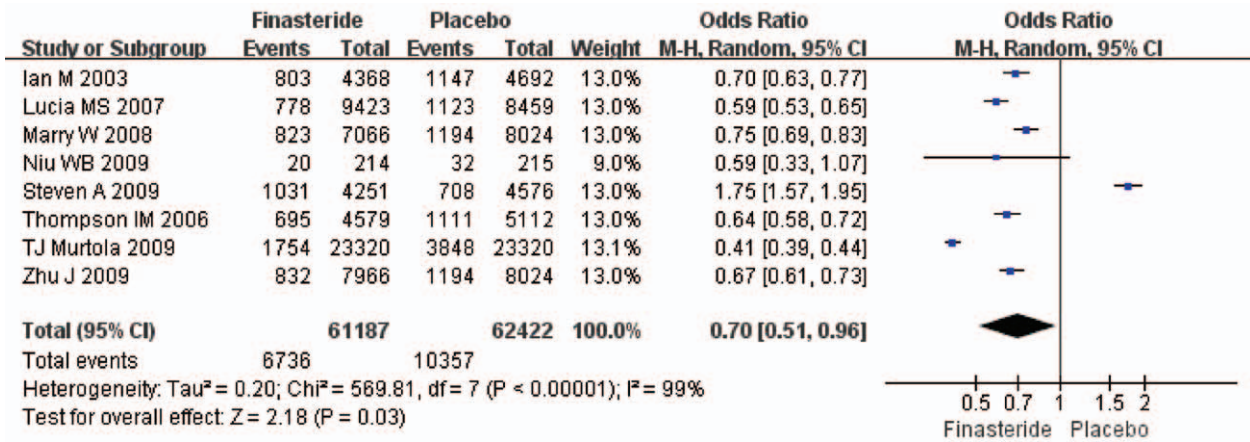 Finasteride Placebo Odds Ratio Odds Ratio
Study or Subgroup Events Total Events Total Weight M-H, Random, 95% CI M-H, Random, 95% CI
Ian M 2003 803 4368 1147 4692 13.0% 0.70 [0.63, 0.77]
Lucia MS 2007 778 9423 1123 8459 13.0% 0.59 [0.53, 0.65]
Marry W 2008 823 7066 1194 8024 13.0% 0.75 [0.69, 0.83]
Niu WB 2009 20 214 32 215 9.0% 0.59 [0.33, 1.07]
Steven A 2009 1031 4251 708 4576 13.0% 1.75 [1.57, 1.95]
Thompson IM 2006 695 4579 1111 5112 13.0% 0.64 [0.58, 0.72]
TJ Murtola 2009 1754 23320 3848 23320 13.1% 0.41 [0.39, 0.44]
Zhu J 2009 832 7966 1194 8024 13.0% 0.67 [0.61, 0.73]
Total (95% CI) 61187 62422 100.0% 0.70 [0.51, 0.96]
Total events 6736 10357
Heterogeneity: Tau² = 0.20; Chi² = 569.81, df = 7 (P < 0.00001); I² = 99%
Test for overall effect: Z = 2.18 (P = 0.03)
0.5 0.7 1 1.5 2
Finasteride Placebo